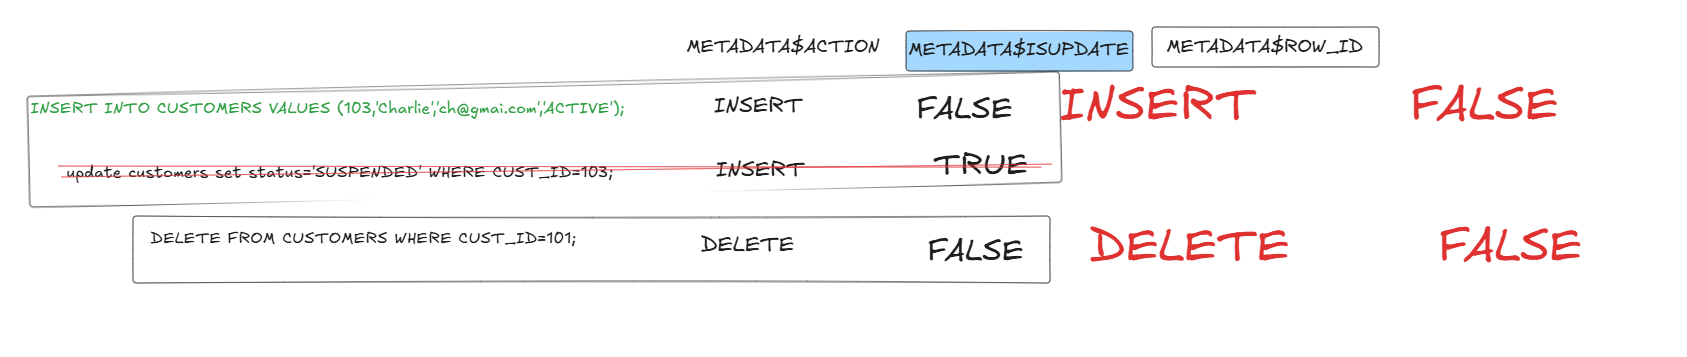 METADATA$ACTION METADATA$ISUPDATE METADATA$ROW_ID
INSERT INTO CUSTOMERS VALUES (103,'Charlie','ch@gmai.com','ACTIVE'); INSERT FALSE INSERT FALSE
update customers set status='SUSPENDED' WHERE CUST_ID=103; INSERT TRUE
DELETE FROM CUSTOMERS WHERE CUST_ID=101; DELETE FALSE DELETE FALSE